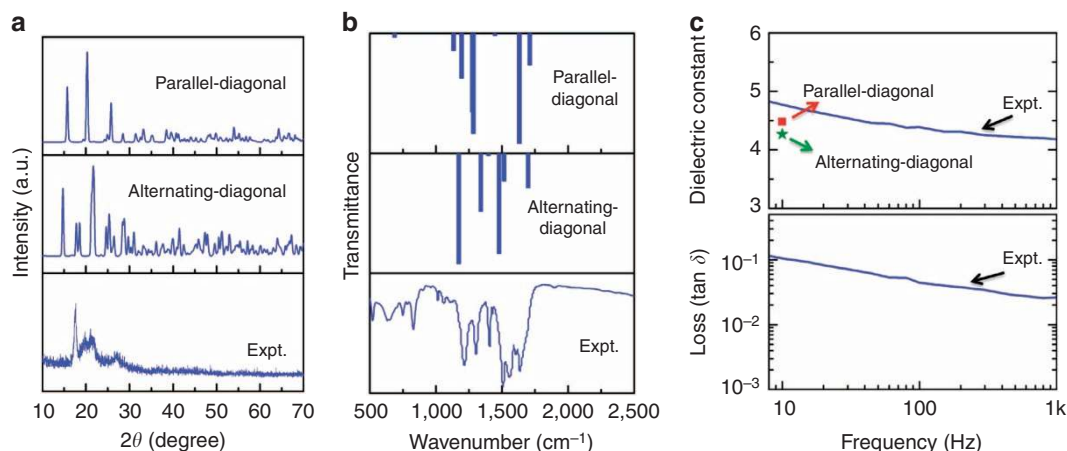 a
Parallel-diagonal
Alternating-diagonal
Expt.
Intensity (a.u.)
10 20 30 40 50 60 70
2θ (degree)
b
Parallel-
diagonal
Alternating-
diagonal
Expt.
Transmittance
500 1,000 1,500 2,000 2,500
Wavenumber (cm⁻¹)
c
Dielectric constant
6
5
4.5
4
3
Parallel-diagonal
Expt.
Alternating-diagonal
Loss (tan δ)
10⁻¹
10⁻²
10⁻³
Expt.
10 100 1k
Frequency (Hz)